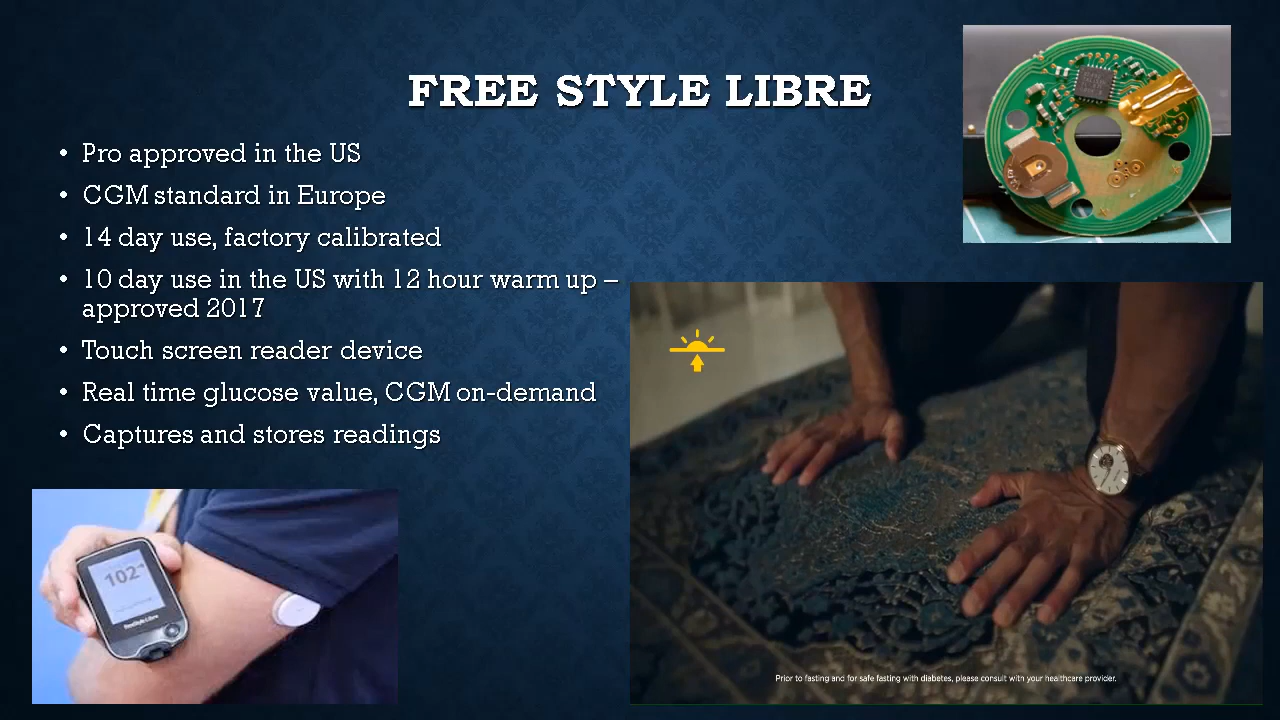 FREE STYLE LIBRE
• Pro approved in the US
• CGM standard in Europe
• 14 day use, factory calibrated
• 10 day use in the US with 12 hour warm up –
approved 2017
• Touch screen reader device
• Real time glucose value, CGM on-demand
• Captures and stores readings
102
FreeStyle Libre
Prior to fasting and for safe fasting with diabetes, please consult with your healthcare provider.